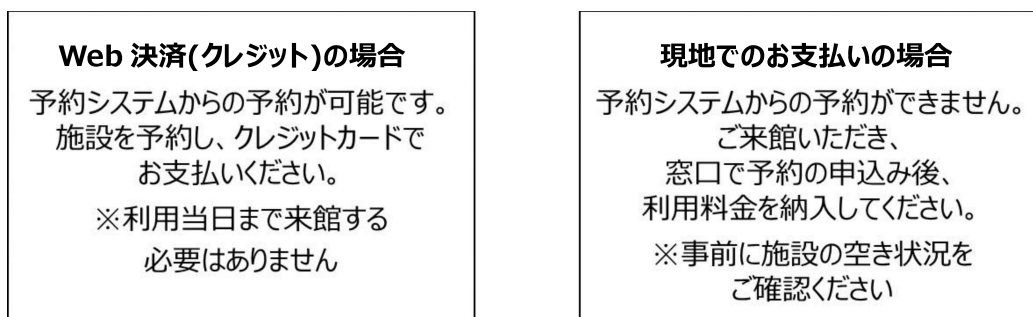 Web 決済(クレジット)の場合
予約システムからの予約が可能です。
施設を予約し、クレジットカードで
お支払いください。
※利用当日まで来館する
必要はありません
現地でのお支払いの場合
予約システムからの予約ができません。
ご来館いただき、
窓口で予約の申込み後、
利用料金を納入してください。
※事前に施設の空き状況を
ご確認ください